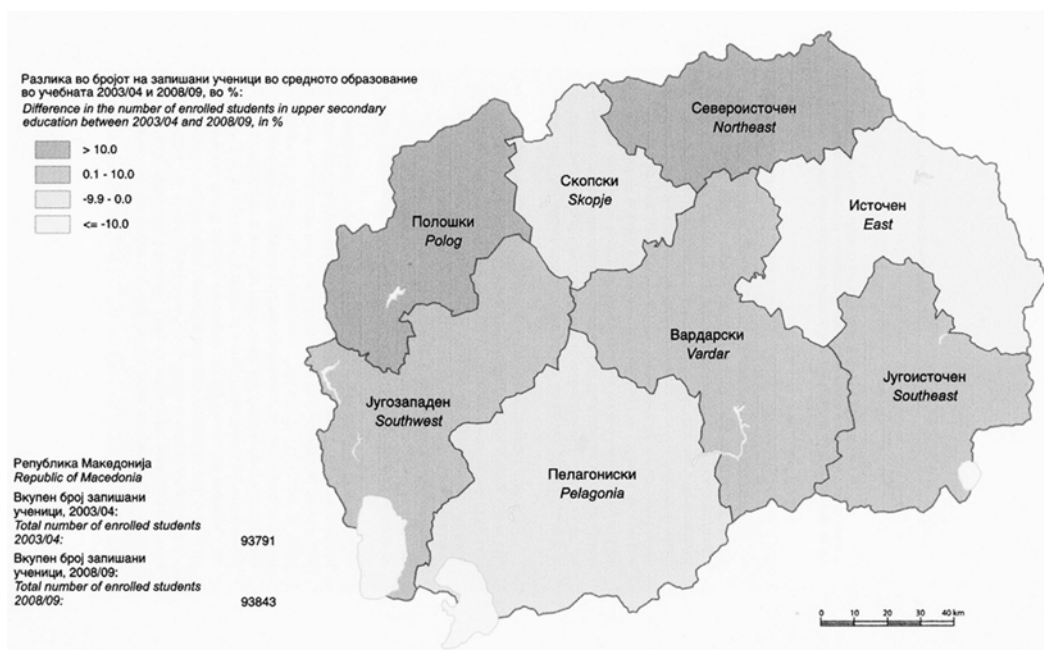 Разлика во бројот на запишани ученици во средното образование
во учебната 2003/04 и 2008/09, во %:
Difference in the number of enrolled students in upper secondary
education between 2003/04 and 2008/09, in %
> 10.0
0.1 - 10.0
-9.9 - 0.0
<= -10.0
Североисточен
Northeast
Скопски
Skopje
Источен
East
Полошки
Polog
Вардарски
Vardar
Југоисточен
Southeast
Југозападен
Southwest
Пелагониски
Pelagonia
Република Македонија
Republic of Macedonia
Вкупен број запишани
ученици, 2003/04:
Total number of enrolled students
2003/04: 93791
Вкупен број запишани
ученици, 2008/09:
Total number of enrolled students
2008/09: 93843
0 10 20 30 40 km